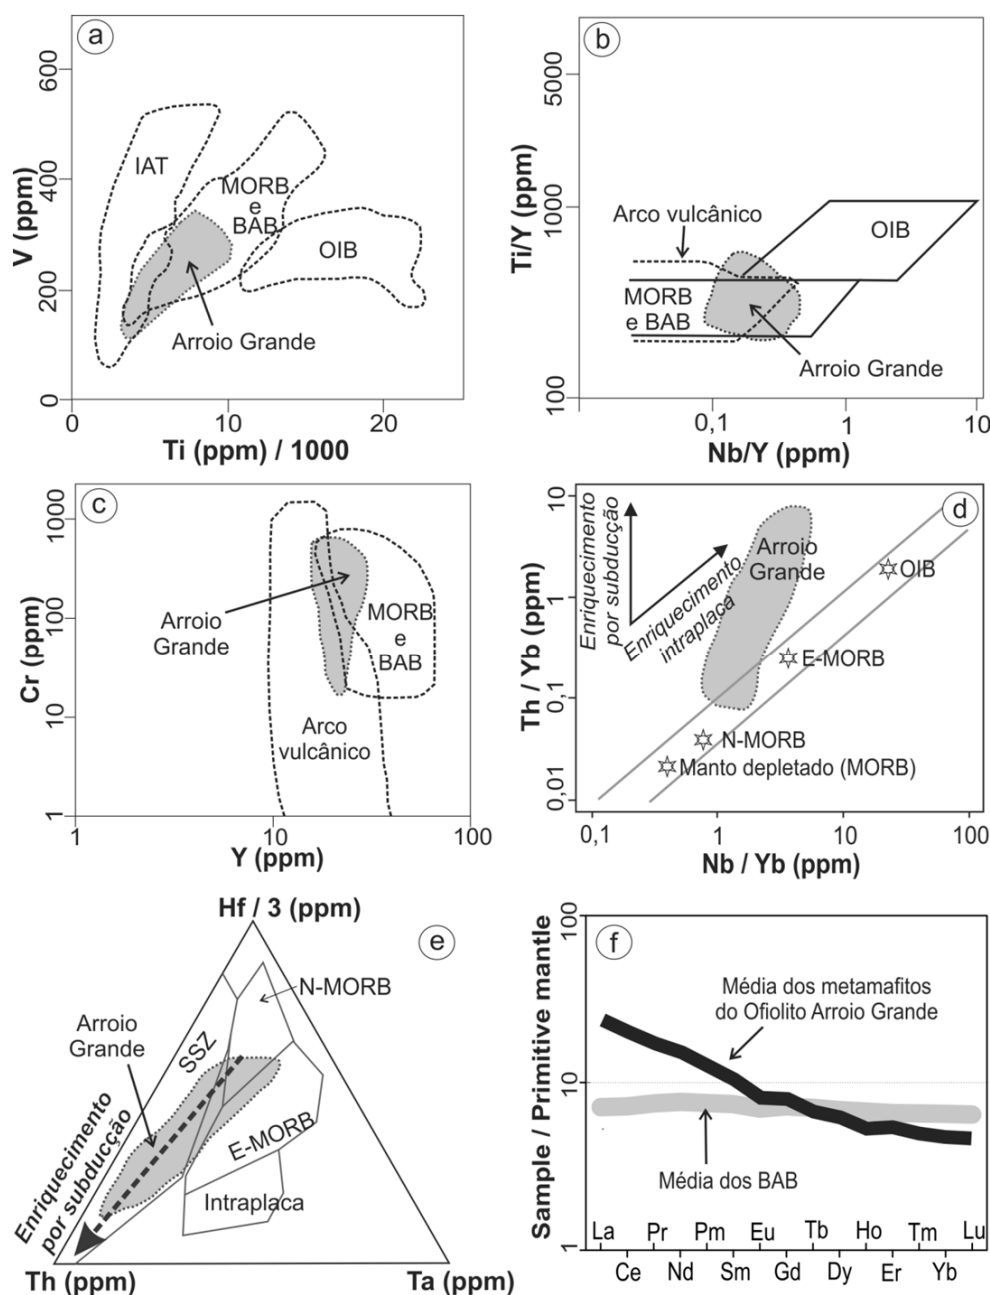 a
V (ppm)
600
400
200
0
IAT
MORB
e
BAB
OIB
Arroio Grande
0
10
20
Ti (ppm) / 1000
b
Ti/Y (ppm)
5000
1000
100
Arco vulcânico
OIB
MORB
e BAB
Arroio Grande
0,1
1
10
Nb/Y (ppm)
c
Cr (ppm)
1000
100
10
1
Arroio
Grande
MORB
e
BAB
Arco
vulcânico
1
10
100
Y (ppm)
d
Th / Yb (ppm)
10
1
0,1
0,01
Enriquecimento
por subducção
Enriquecimento
intraplaca
Arroio
Grande
OIB
E-MORB
N-MORB
Manto depletado (MORB)
0,1
1
10
100
Nb / Yb (ppm)
Hf / 3 (ppm)
e
N-MORB
Arroio
Grande
SSZ
E-MORB
Intraplaca
Enriquecimento
por subducção
Th (ppm)
Ta (ppm)
f
Sample / Primitive mantle
100
10
1
Média dos metamafitos
do Ofiolito Arroio Grande
Média dos BAB
La Pr Pm Eu Tb Ho Tm Lu
Ce Nd Sm Gd Dy Er Yb